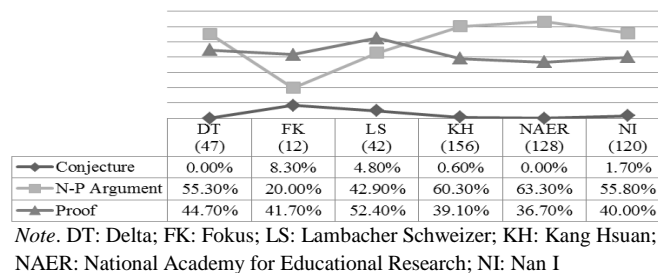 DT FK LS KH NAER NI
(47) (12) (42) (156) (128) (120)
Conjecture 0.00% 8.30% 4.80% 0.60% 0.00% 1.70%
N-P Argument 55.30% 20.00% 42.90% 60.30% 63.30% 55.80%
Proof 44.70% 41.70% 52.40% 39.10% 36.70% 40.00%
Note. DT: Delta; FK: Fokus; LS: Lambacher Schweizer; KH: Kang Hsuan;
NAER: National Academy for Educational Research; NI: Nan I